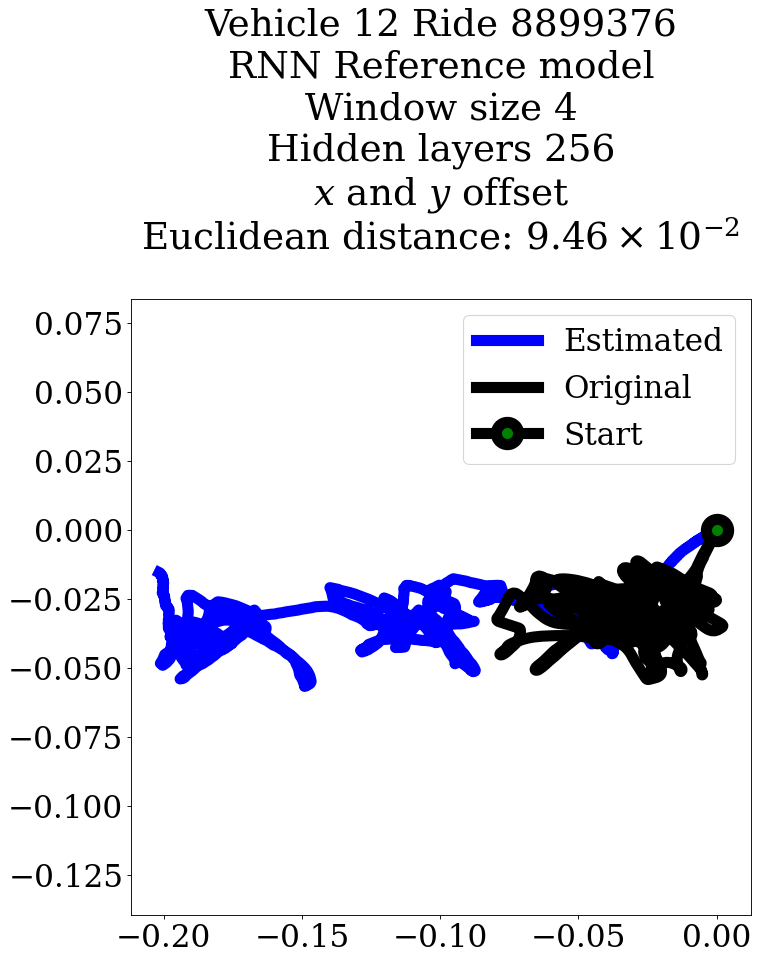 Vehicle 12 Ride 8899376
RNN Reference model
Window size 4
Hidden layers 256
x and y offset
Euclidean distance: 9.46 × 10⁻²
Estimated
Original
Start
0.075
0.050
0.025
0.000
−0.025
−0.050
−0.075
−0.100
−0.125
−0.20 −0.15 −0.10 −0.05 0.00